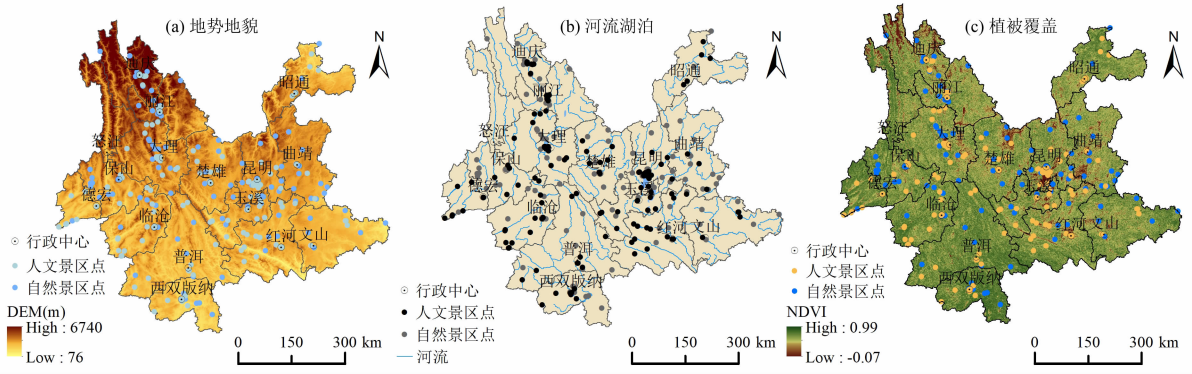 (a) 地势地貌
N
迪庆
昭通
丽江
怒江
大理
保山
楚雄
昆明
曲靖
德宏
临沧
玉溪
红河
文山
普洱
西双版纳
行政中心
人文景区点
自然景区点
DEM(m)
High : 6740
Low : 76
0 150 300 km
(b) 河流湖泊
N
迪庆
昭通
丽江
怒江
大理
保山
楚雄
昆明
曲靖
德宏
临沧
玉溪
红河
文山
普洱
西双版纳
行政中心
人文景区点
自然景区点
河流
0 150 300 km
(c) 植被覆盖
N
迪庆
昭通
丽江
怒江
大理
保山
楚雄
昆明
曲靖
德宏
临沧
玉溪
红河
文山
普洱
西双版纳
行政中心
人文景区点
自然景区点
NDVI
High : 0.99
Low : -0.07
0 150 300 km